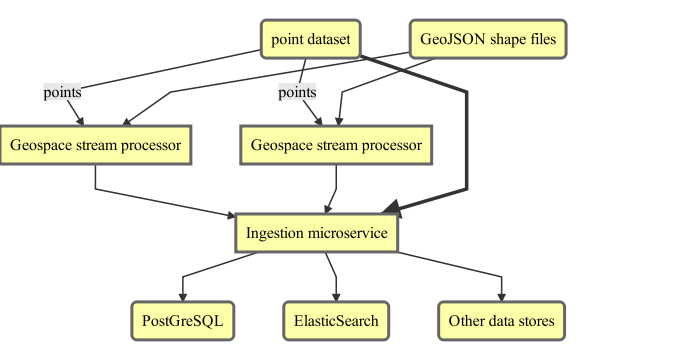 point dataset
GeoJSON shape files
points
points
Geospace stream processor
Geospace stream processor
Ingestion microservice
PostGreSQL
ElasticSearch
Other data stores